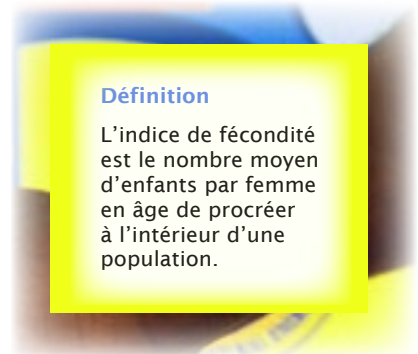 Définition
L'indice de fécondité
est le nombre moyen
d'enfants par femme
en âge de procréer
à l'intérieur d'une
population.